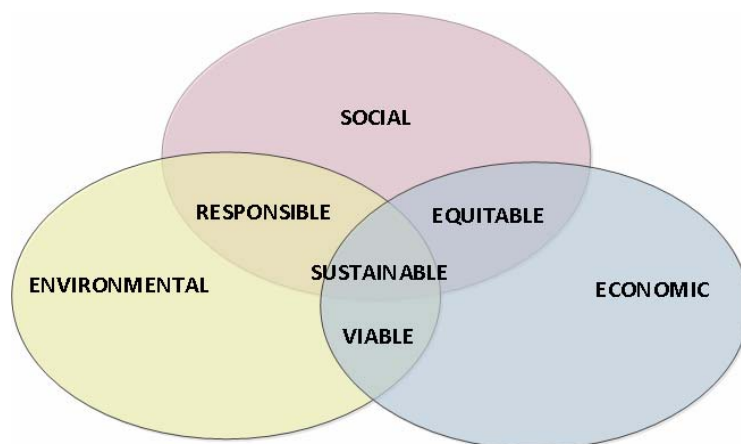 SOCIAL
RESPONSIBLE
EQUITABLE
SUSTAINABLE
ENVIRONMENTAL
ECONOMIC
VIABLE